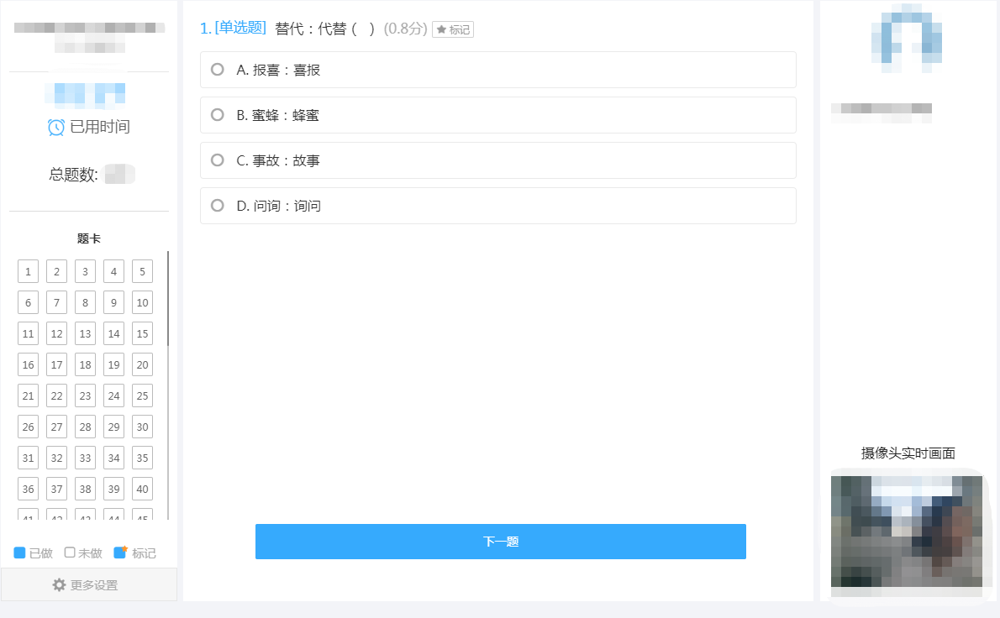 已用时间
总题数:
题卡
1 2 3 4 5
6 7 8 9 10
11 12 13 14 15
16 17 18 19 20
21 22 23 24 25
26 27 28 29 30
31 32 33 34 35
36 37 38 39 40
41 42 43 44 45
已做 未做 标记
更多设置
1. [单选题] 替代：代替（ ） (0.8分) 标记
A. 报喜：喜报
B. 蜜蜂：蜂蜜
C. 事故：故事
D. 问询：询问
下一题
摄像头实时画面